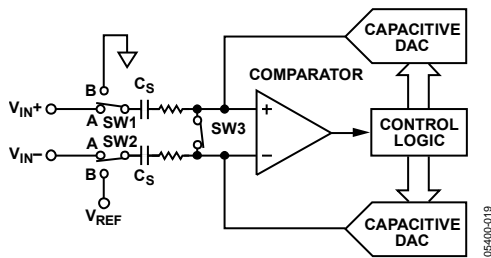 CAPACITIVE
DAC
COMPARATOR
B
CS
VIN+
A
SW1
+
SW3
CONTROL
LOGIC
VIN−
A
SW2
−
B
CS
VREF
CAPACITIVE
DAC
05400-019